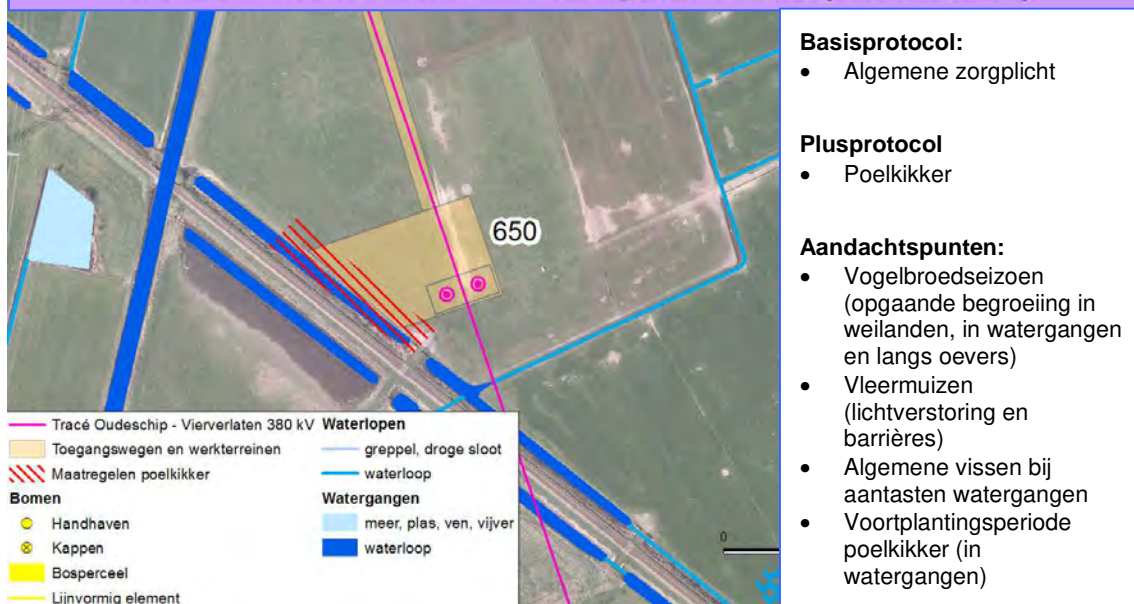 650
Tracé Oudeschip - Vierverlaten 380 kV
Toegangswegen en werkterreinen
Maatregelen poelkikker
Bomen
Handhaven
Kappen
Bosperceel
Lijnvormig element
Waterlopen
greppel, droge sloot
waterloop
Watergangen
meer, plas, ven, vijver
waterloop
0
Basisprotocol:
• Algemene zorgplicht
Plusprotocol
• Poelkikker
Aandachtspunten:
• Vogelbroedseizoen
(opgaande begroeiing in
weilanden, in watergangen
en langs oevers)
• Vleermuizen
(lichtverstoring en
barrières)
• Algemene vissen bij
aantasten watergangen
• Voortplantingsperiode
poelkikker (in
watergangen)